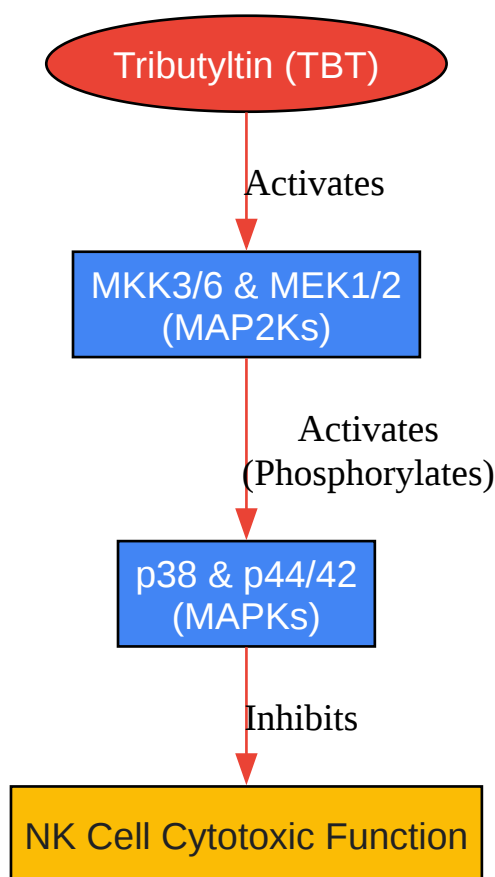 Tributyltin (TBT)
Activates
MKK3/6 & MEK1/2
(MAP2Ks)
Activates
(Phosphorylates)
p38 & p44/42
(MAPKs)
Inhibits
NK Cell Cytotoxic Function